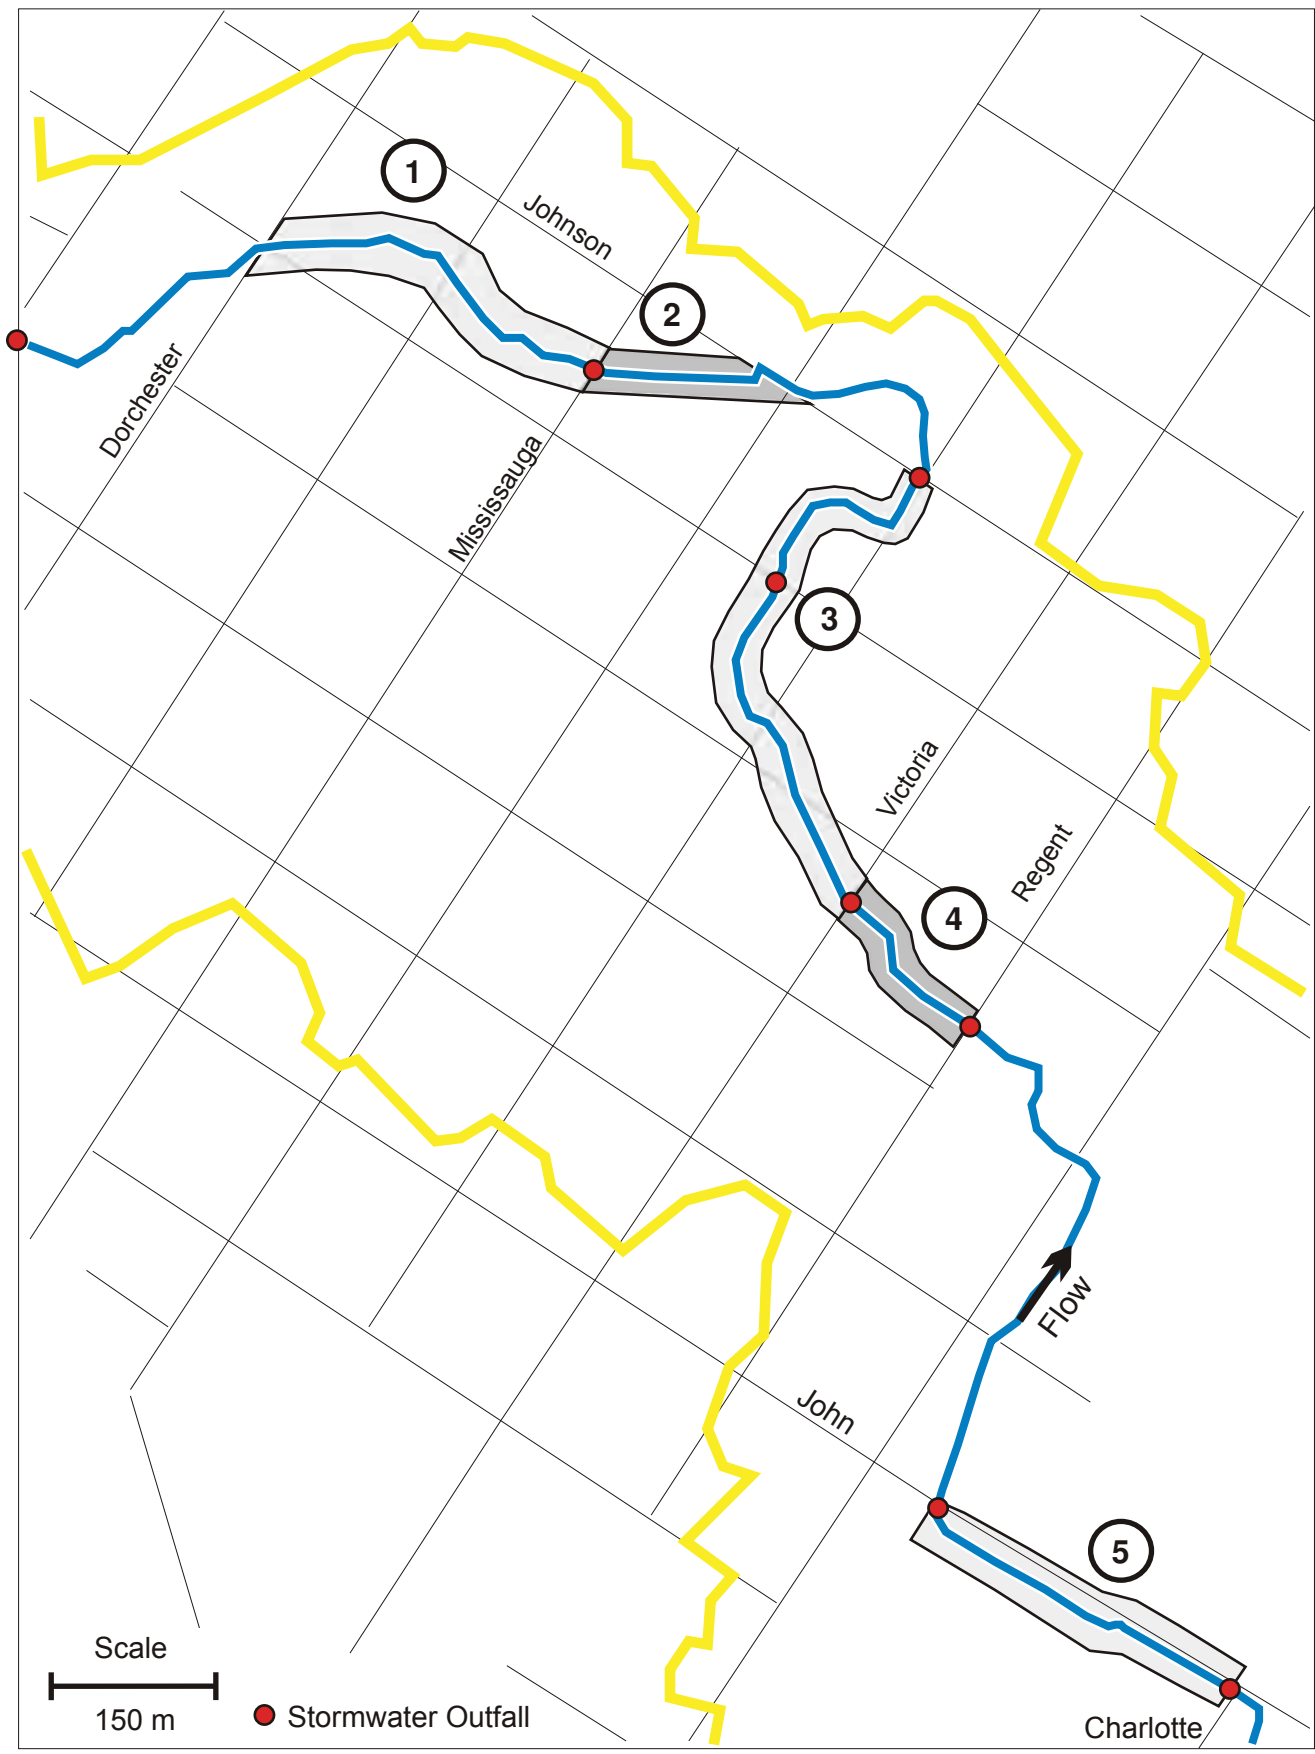 1
Johnson
2
Dorchester
Mississauga
3
Victoria
Regent
4
Flow
John
5
Scale
150 m
Stormwater Outfall
Charlotte